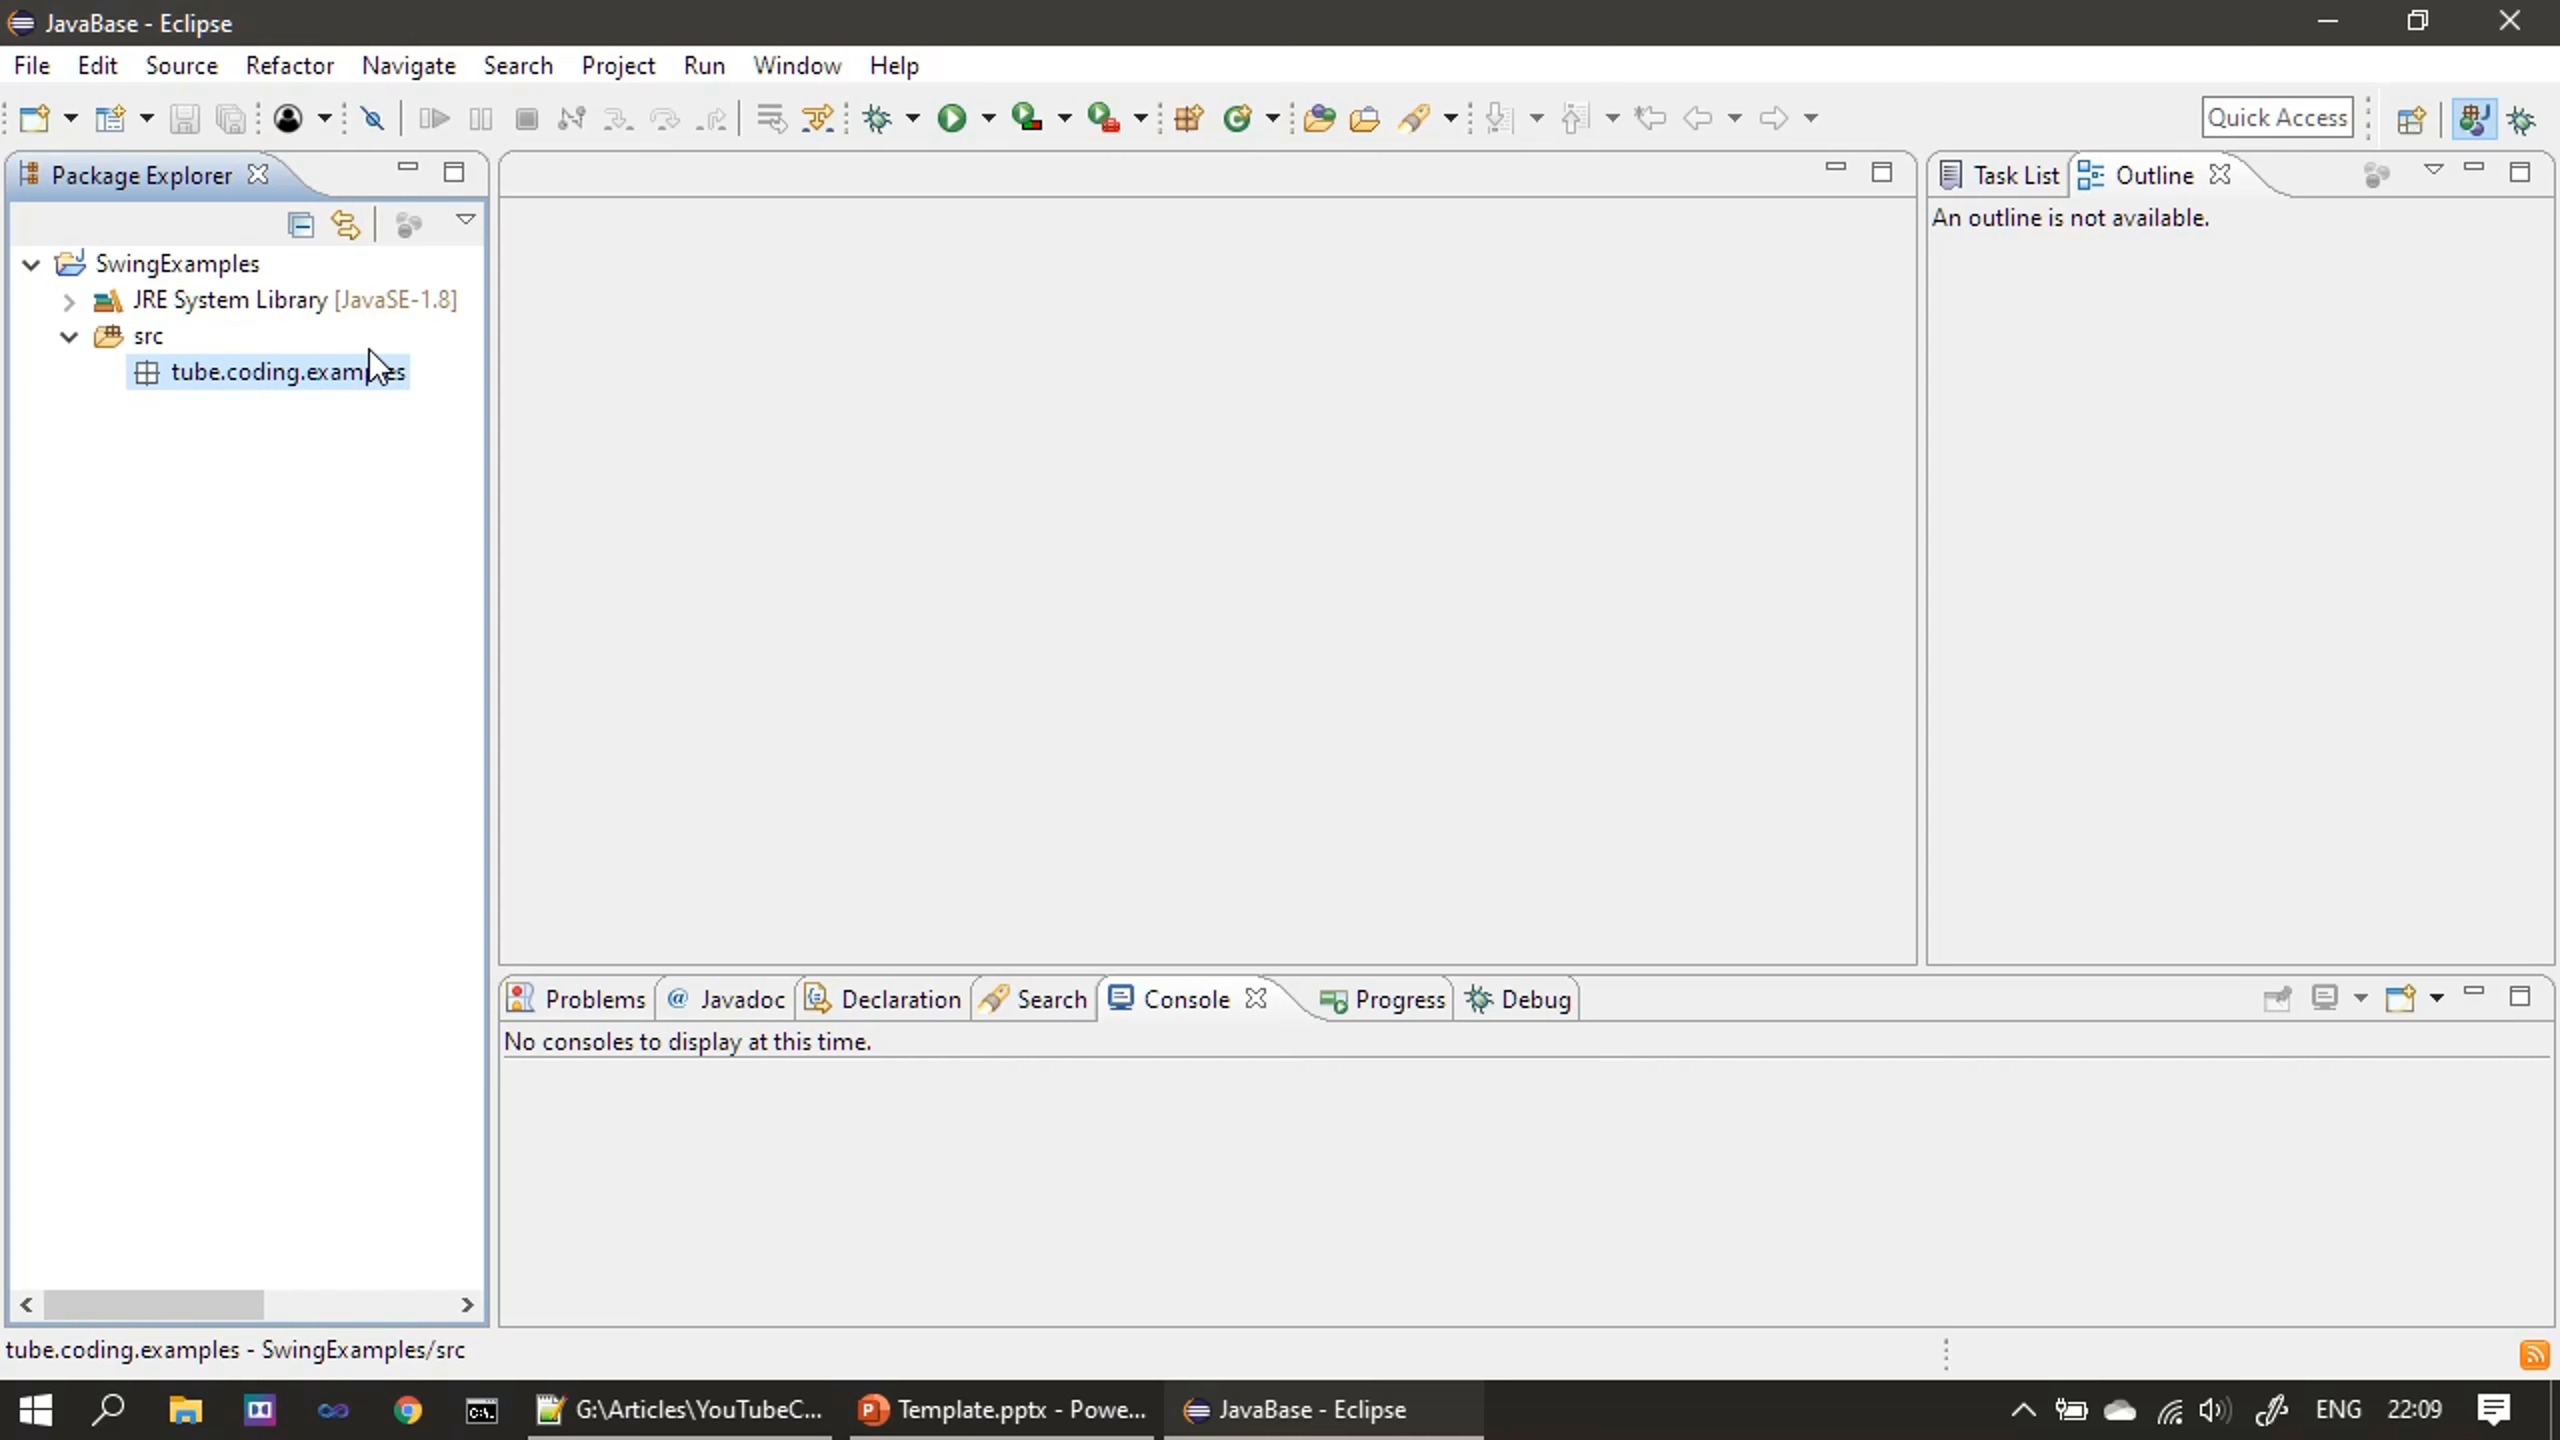 JavaBase - Eclipse
File Edit Source Refactor Navigate Search Project Run Window Help
Quick Access
Package Explorer
Task List Outline
An outline is not available.
SwingExamples
JRE System Library [JavaSE-1.8]
src
tube.coding.examples
Problems @ Javadoc Declaration Search Console Progress Debug
No consoles to display at this time.
tube.coding.examples - SwingExamples/src
G:\Articles\YouTubeC... Template.pptx - Powe... JavaBase - Eclipse ENG 22:09